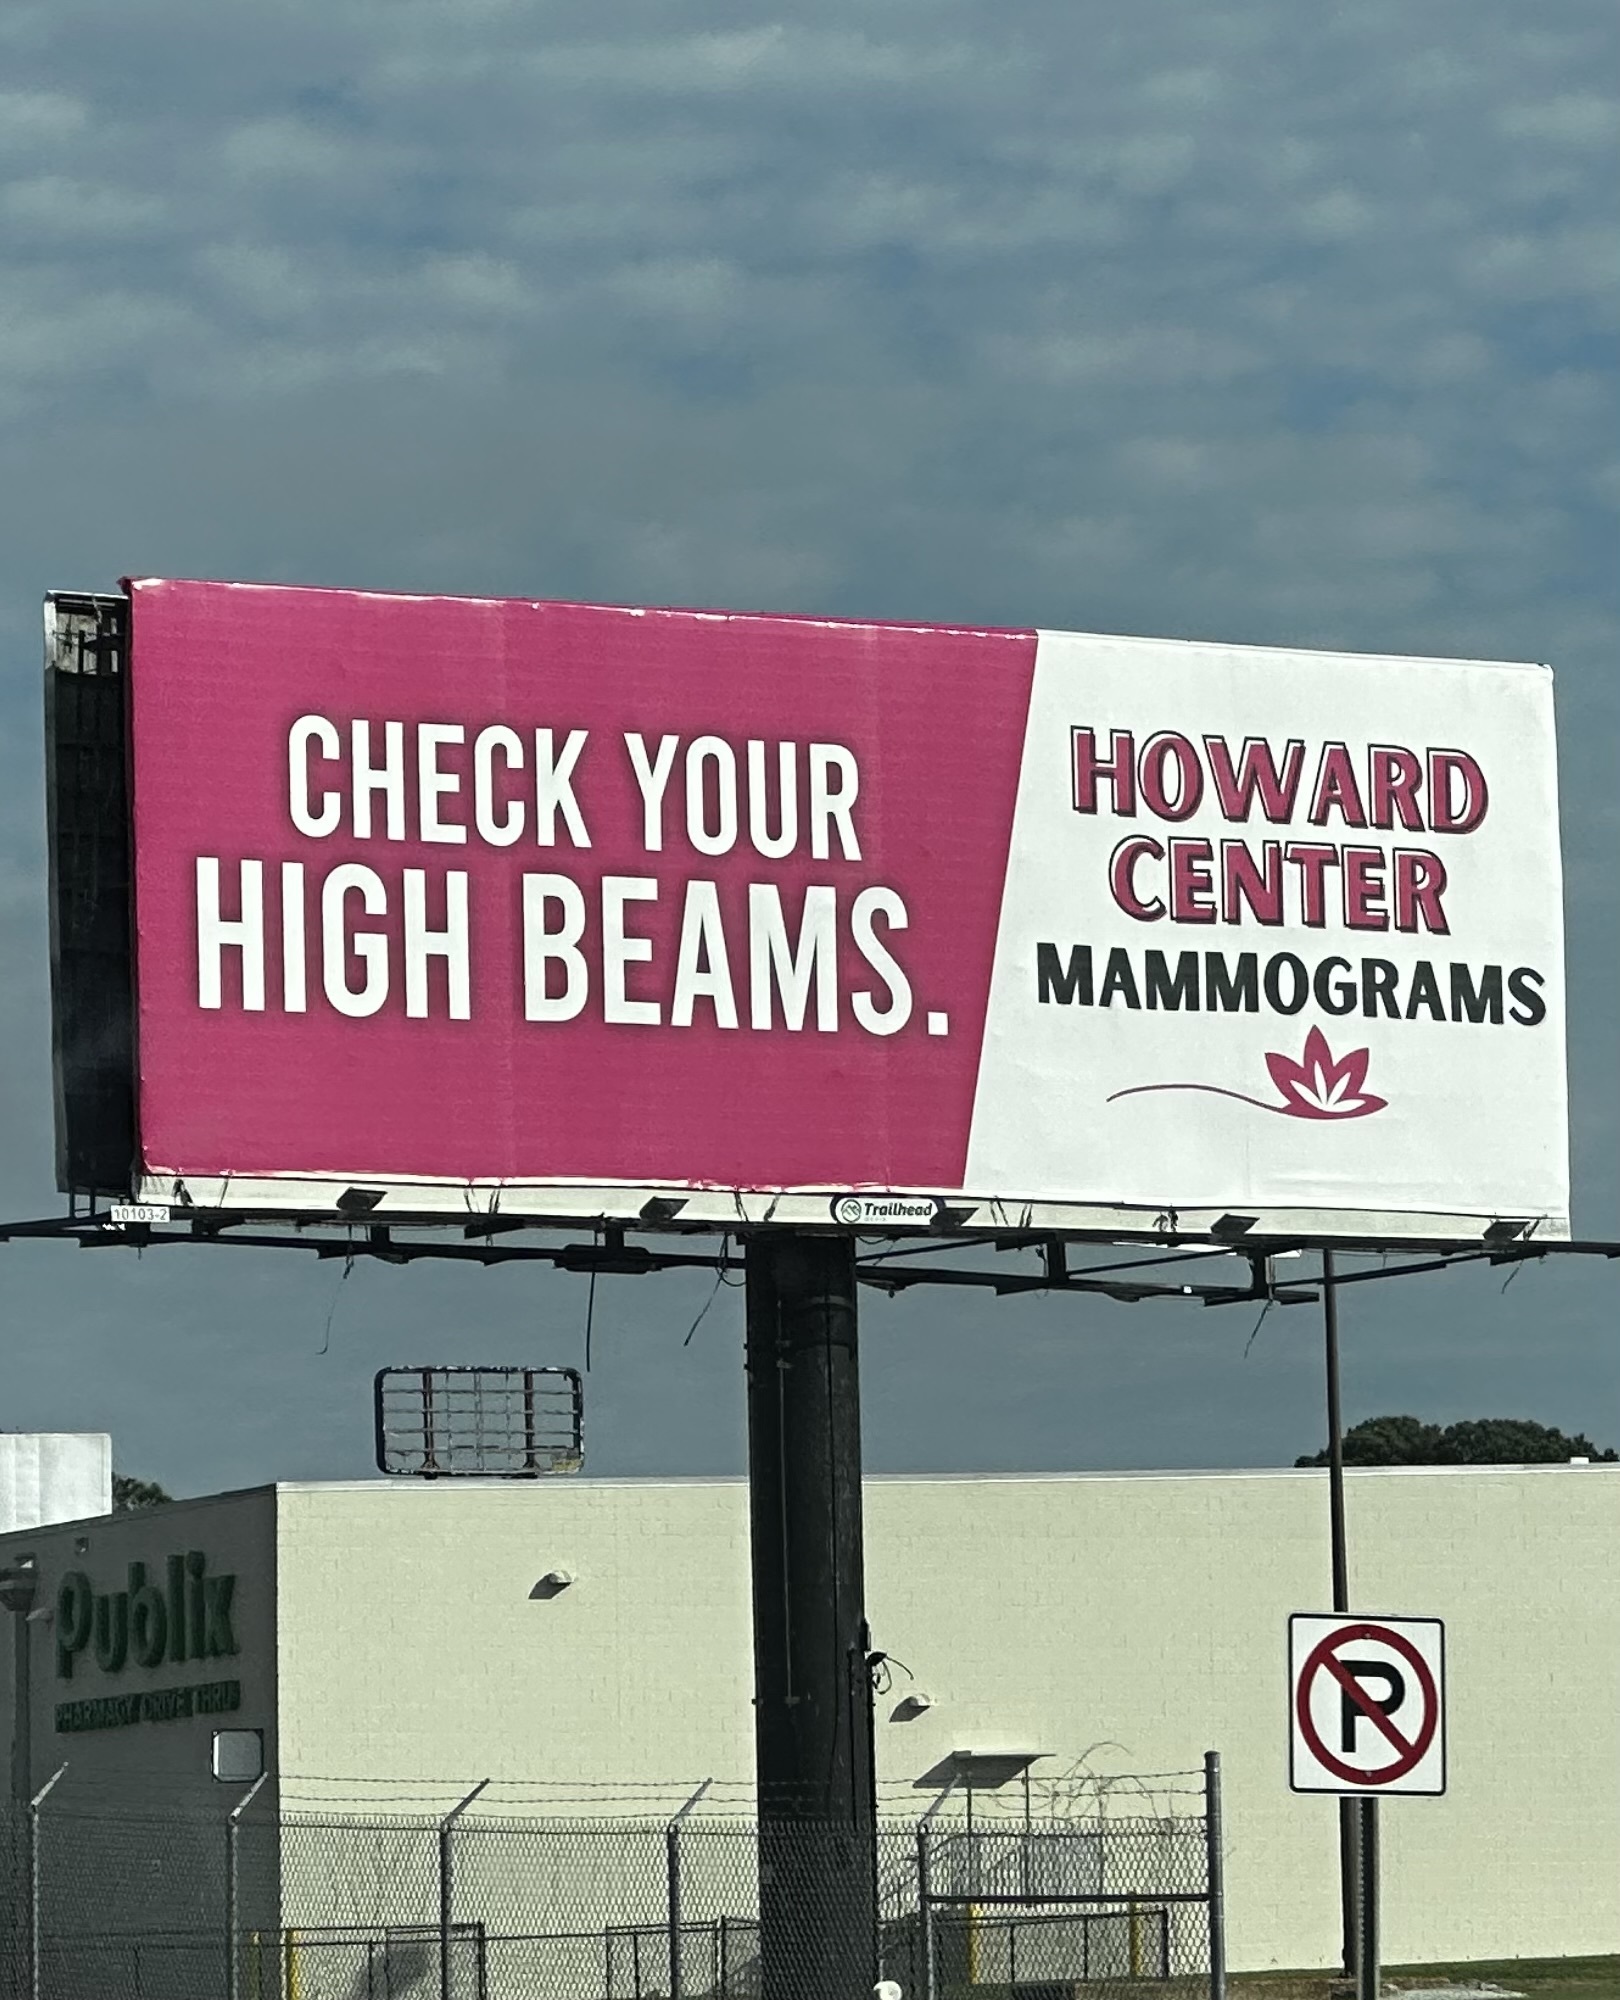 CHECK YOUR
HIGH BEAMS.
HOWARD
CENTER
MAMMOGRAMS
10103-2
Trailhead
Publix
PHARMACY DRIVE THRU
P